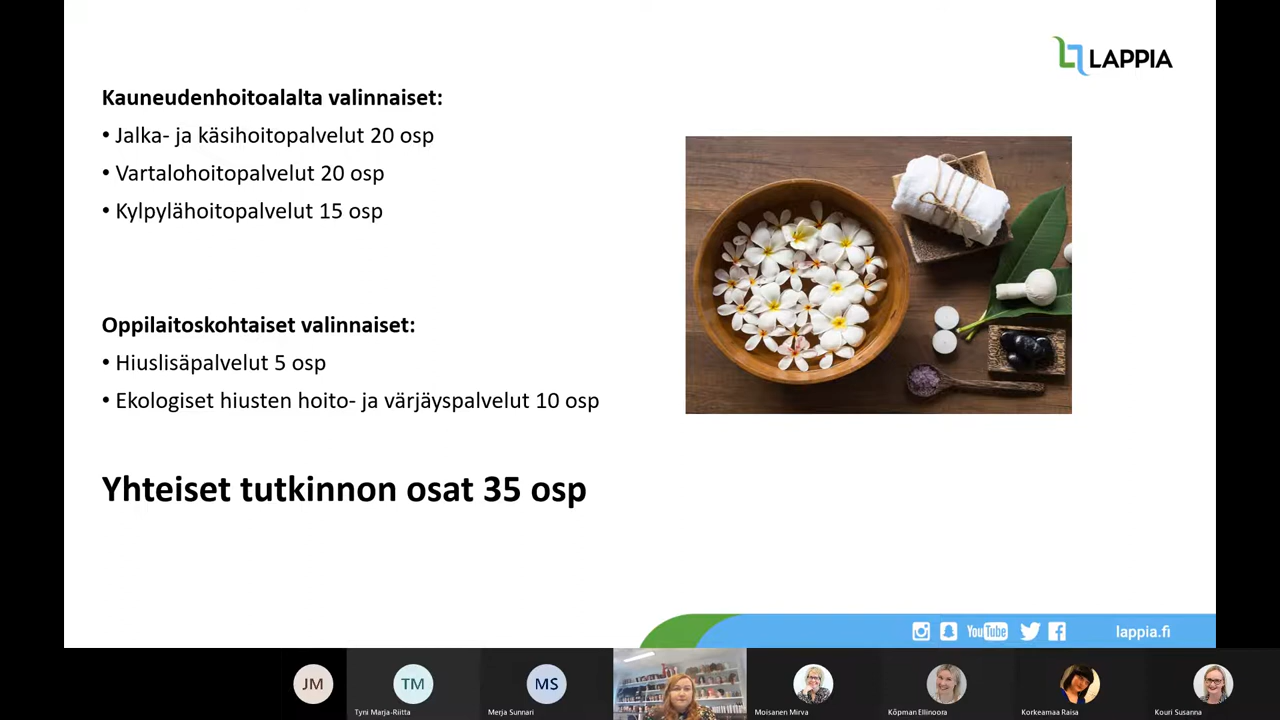 LAPPIA
Kauneudenhoitoalalta valinnaiset:
• Jalka- ja käsihoitopalvelut 20 osp
• Vartalohoitopalvelut 20 osp
• Kylpylähoitopalvelut 15 osp
Oppilaitoskohtaiset valinnaiset:
• Hiuslisäpalvelut 5 osp
• Ekologiset hiusten hoito- ja värjäyspalvelut 10 osp
Yhteiset tutkinnon osat 35 osp
YouTube
lappia.fi
JM
TM
MS
Tyni Marja-Riitta
Merja Sunnari
Moisanen Mirva
Köpman Ellinoora
Korkeamaa Raisa
Kouri Susanna